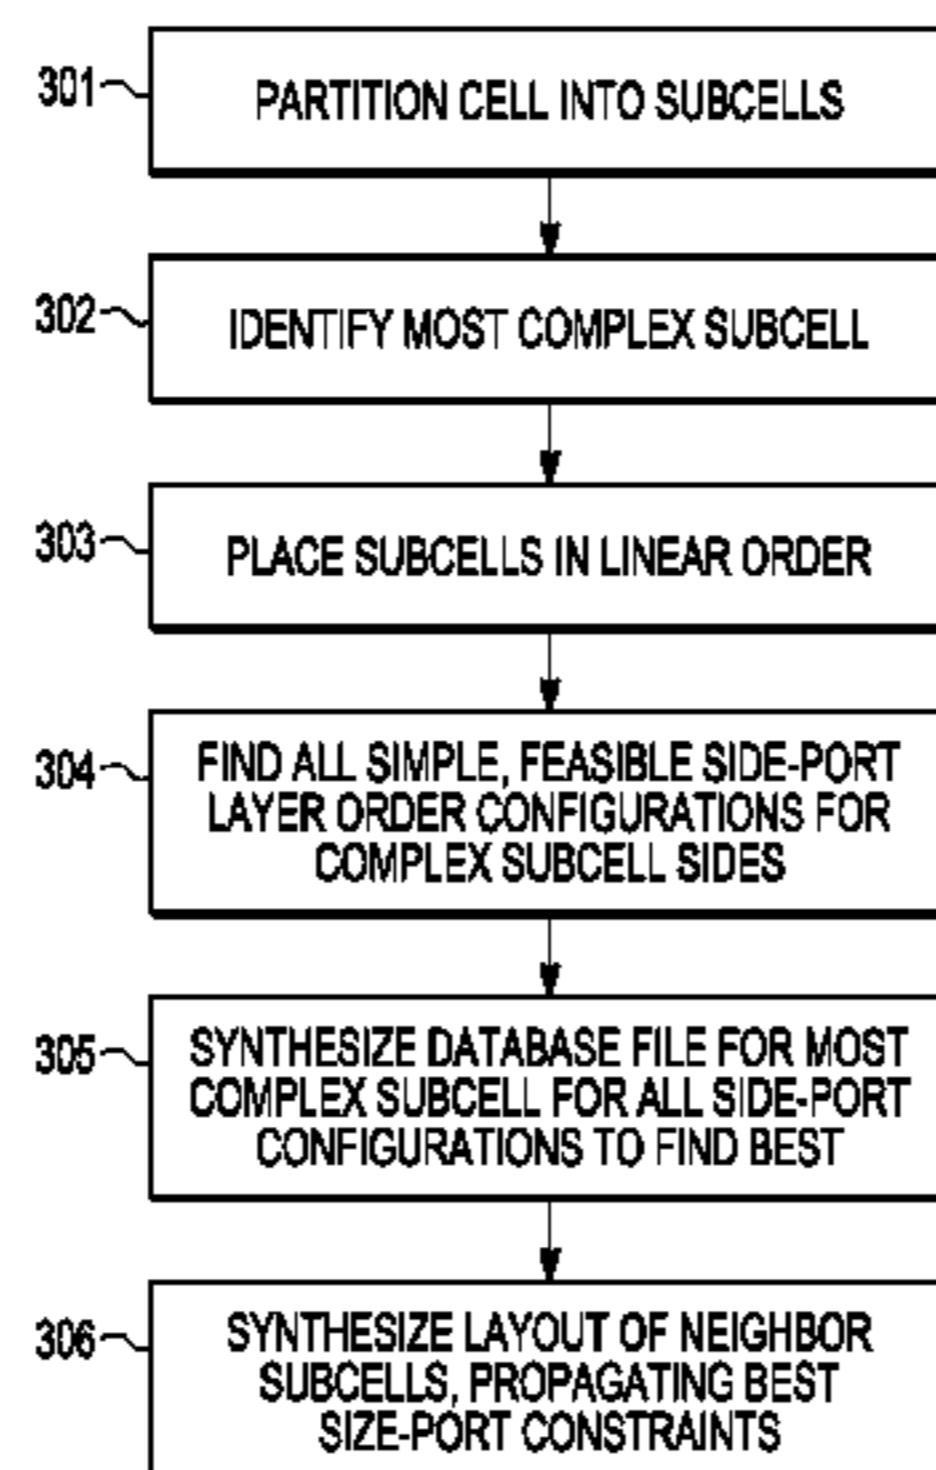 301
PARTITION CELL INTO SUBCELLS
302
IDENTIFY MOST COMPLEX SUBCELL
303
PLACE SUBCELLS IN LINEAR ORDER
304
FIND ALL SIMPLE, FEASIBLE SIDE-PORT
LAYER ORDER CONFIGURATIONS FOR
COMPLEX SUBCELL SIDES
305
SYNTHESIZE DATABASE FILE FOR MOST
COMPLEX SUBCELL FOR ALL SIDE-PORT
CONFIGURATIONS TO FIND BEST
306
SYNTHESIZE LAYOUT OF NEIGHBOR
SUBCELLS, PROPAGATING BEST
SIZE-PORT CONSTRAINTS